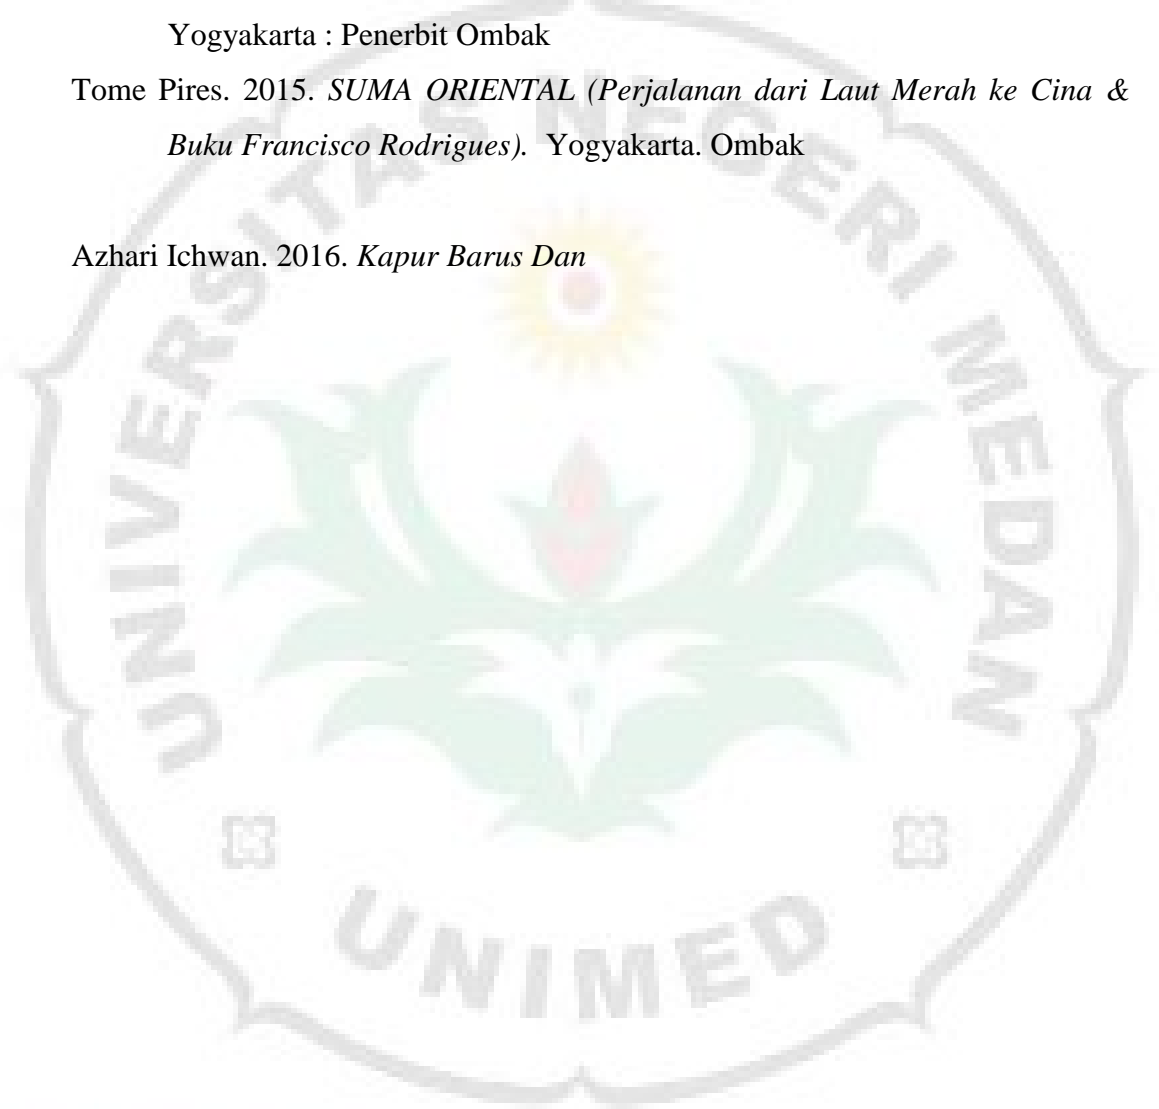 Yogyakarta : Penerbit Ombak
Tome Pires. 2015. SUMA ORIENTAL (Perjalanan dari Laut Merah ke Cina &
Buku Francisco Rodrigues). Yogyakarta. Ombak
Azhari Ichwan. 2016. Kapur Barus Dan
UNIVERSITAS NEGERI MEDAN
UNIMED